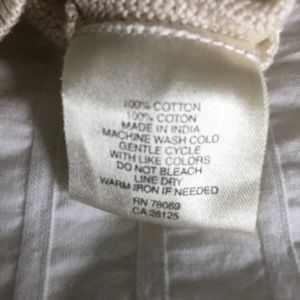 100% COTTON
100% COTON
MADE IN INDIA
MACHINE WASH COLD
GENTLE CYCLE
WITH LIKE COLORS
DO NOT BLEACH
LINE DRY
WARM IRON IF NEEDED
RN 78069
CA 28125